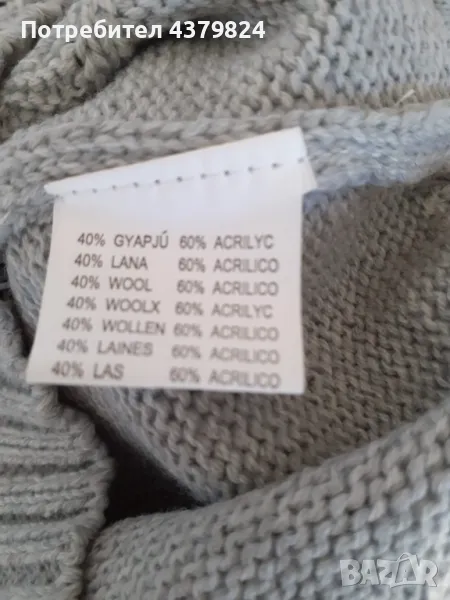 Потребител 4379824
40% GYAPJÚ 60% ACRILYC
40% LANA 60% ACRILICO
40% WOOL 60% ACRILICO
40% WOOLX 60% ACRILYC
40% WOLLEN 60% ACRILICO
40% LAINES 60% ACRILICO
40% LAS 60% ACRILICO
BAZAR